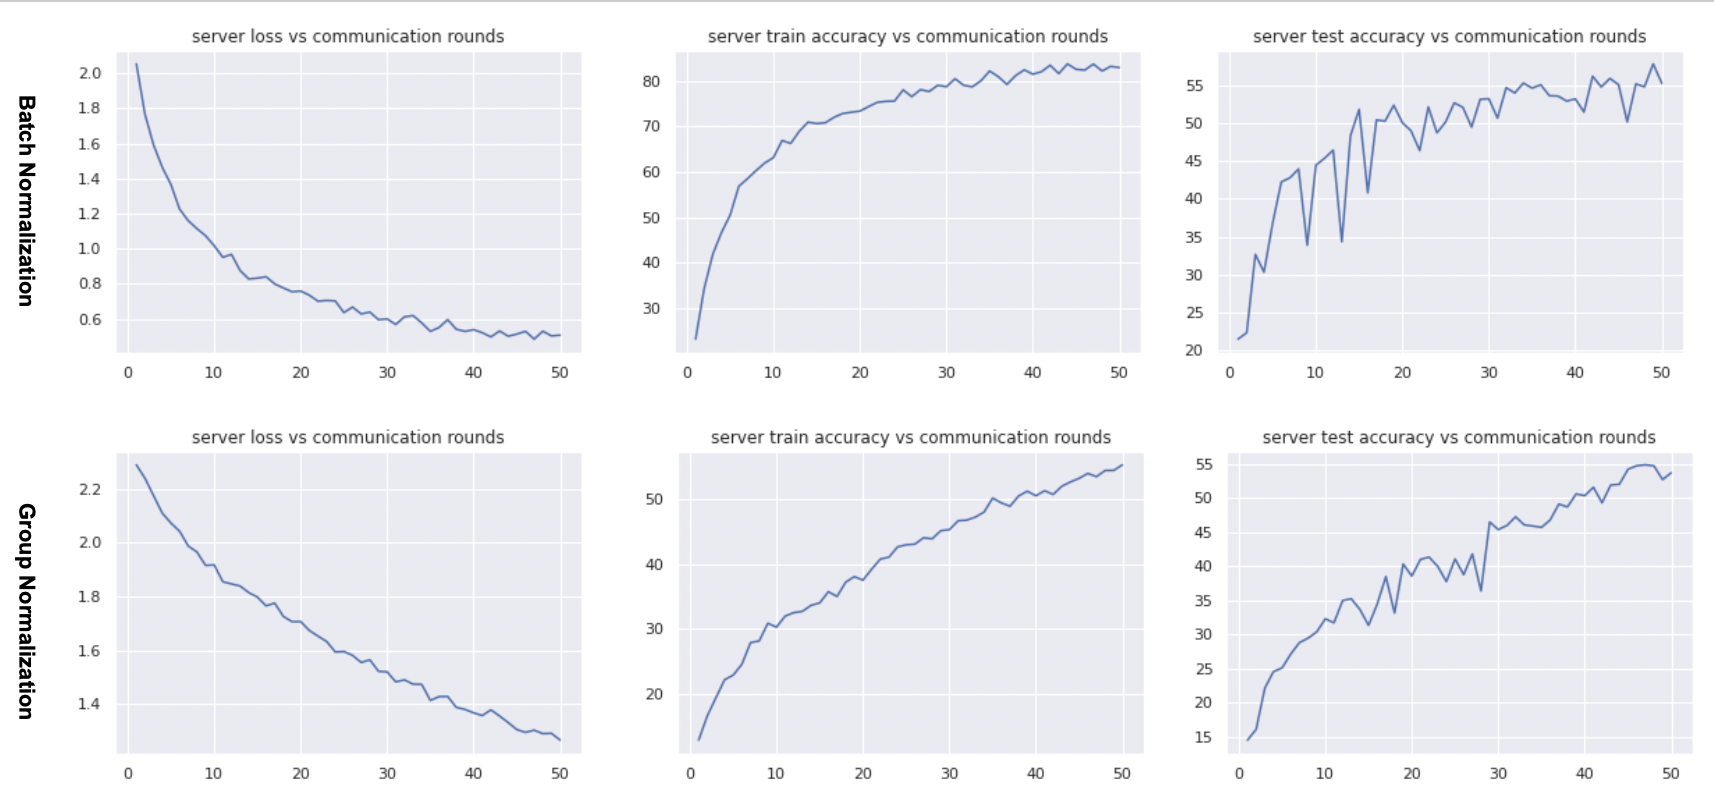 Batch Normalization
server loss vs communication rounds
2.0
1.8
1.6
1.4
1.2
1.0
0.8
0.6
0 10 20 30 40 50
server train accuracy vs communication rounds
80
70
60
50
40
30
0 10 20 30 40 50
server test accuracy vs communication rounds
55
50
45
40
35
30
25
20
0 10 20 30 40 50
Group Normalization
server loss vs communication rounds
2.2
2.0
1.8
1.6
1.4
0 10 20 30 40 50
server train accuracy vs communication rounds
50
40
30
20
0 10 20 30 40 50
server test accuracy vs communication rounds
55
50
45
40
35
30
25
20
15
0 10 20 30 40 50